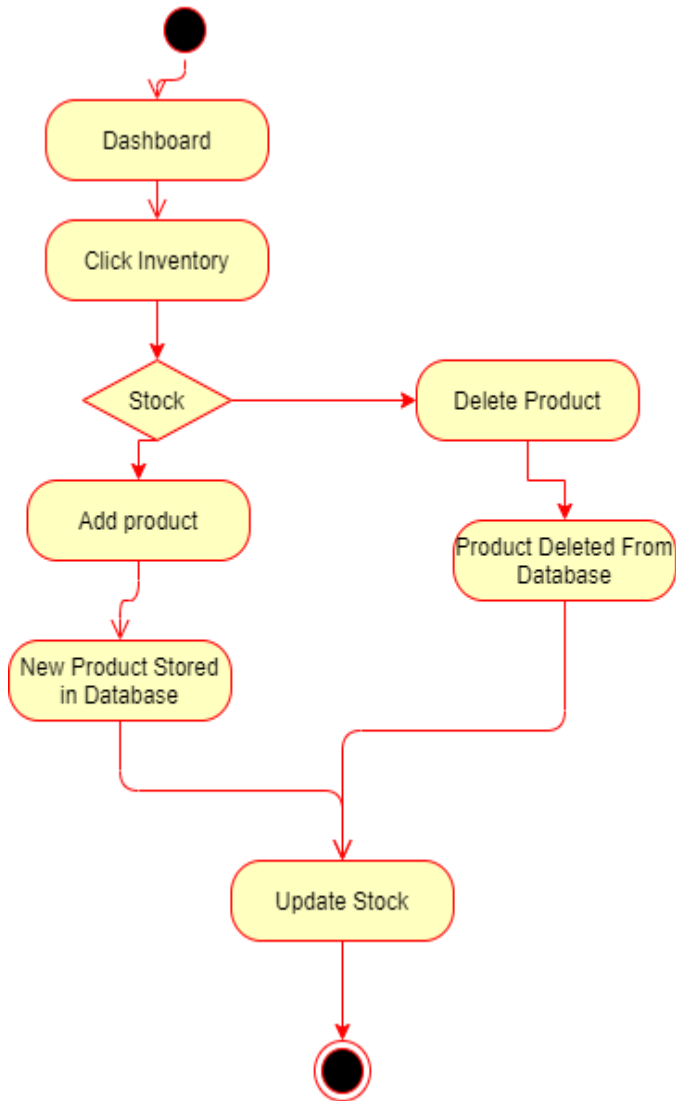 Dashboard
Click Inventory
Stock
Delete Product
Add product
Product Deleted From
Database
New Product Stored
in Database
Update Stock